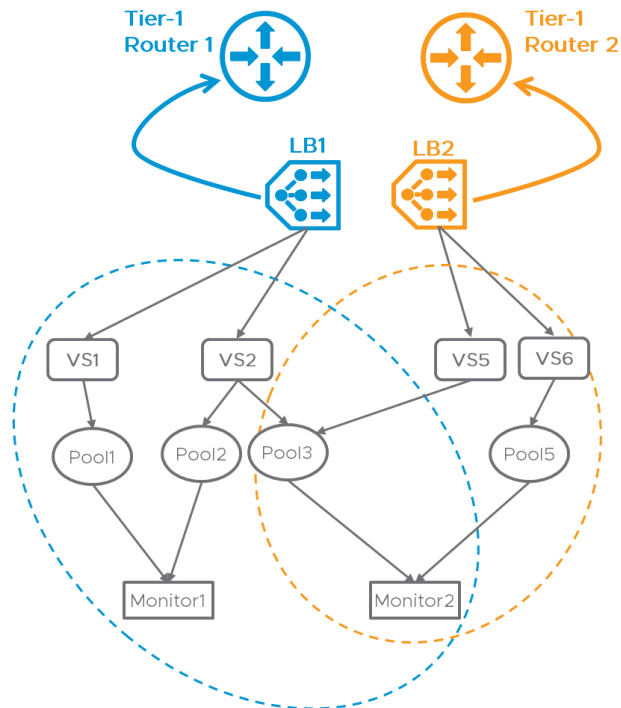 Tier-1
Router 1
Tier-1
Router 2
LB1
LB2
VS1
VS2
VS5
VS6
Pool1
Pool2
Pool3
Pool5
Monitor1
Monitor2